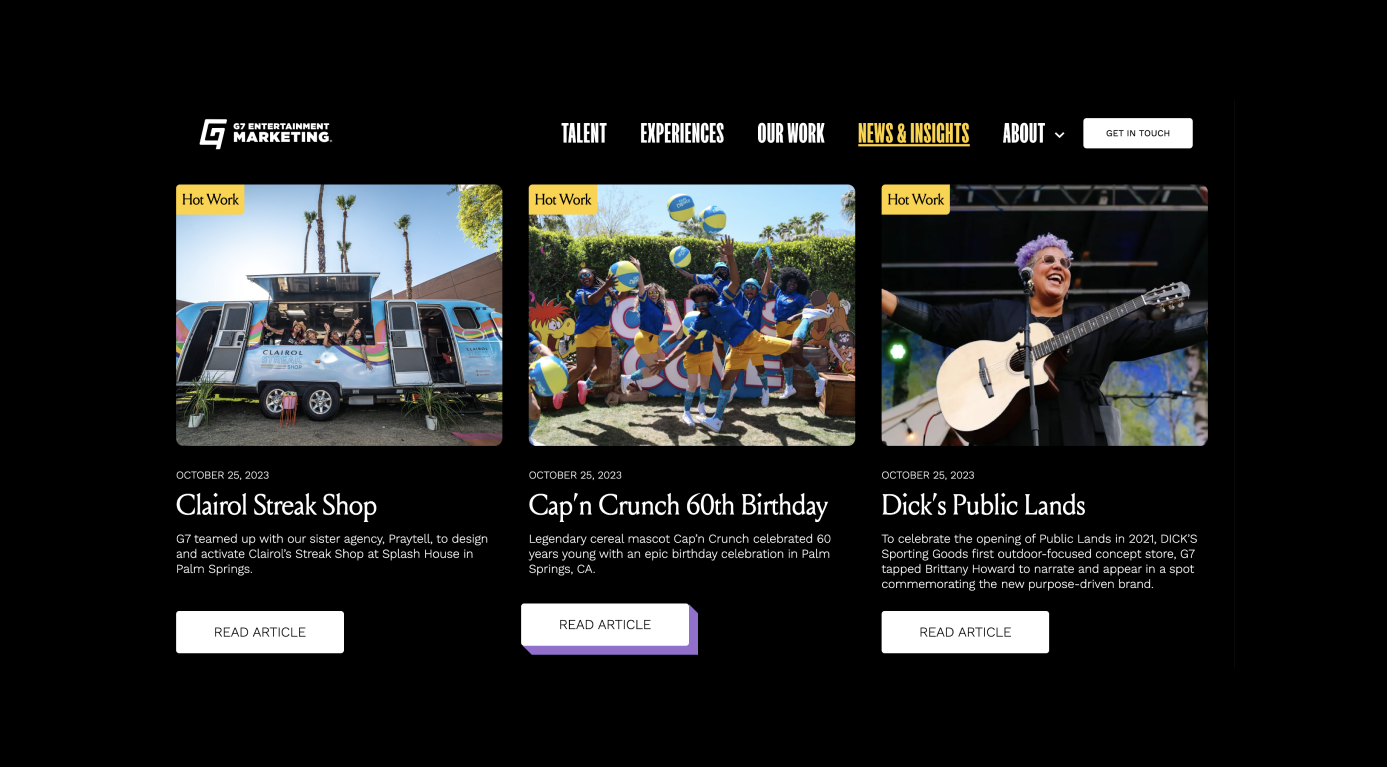 G7 ENTERTAINMENT
MARKETING
TALENT
EXPERIENCES
OUR WORK
NEWS & INSIGHTS
ABOUT
GET IN TOUCH
Hot Work
CLAIROL
STREAK
SHOP
CLAIROL
OCTOBER 25, 2023
Clairol Streak Shop
G7 teamed up with our sister agency, Praytell, to design
and activate Clairol's Streak Shop at Splash House in
Palm Springs.
READ ARTICLE
Hot Work
CAP'N'S
COVE
OCTOBER 25, 2023
Cap'n Crunch 60th Birthday
Legendary cereal mascot Cap'n Crunch celebrated 60
years young with an epic birthday celebration in Palm
Springs, CA.
READ ARTICLE
Hot Work
OCTOBER 25, 2023
Dick's Public Lands
To celebrate the opening of Public Lands in 2021, DICK'S
Sporting Goods first outdoor-focused concept store, G7
tapped Brittany Howard to narrate and appear in a spot
commemorating the new purpose-driven brand.
READ ARTICLE